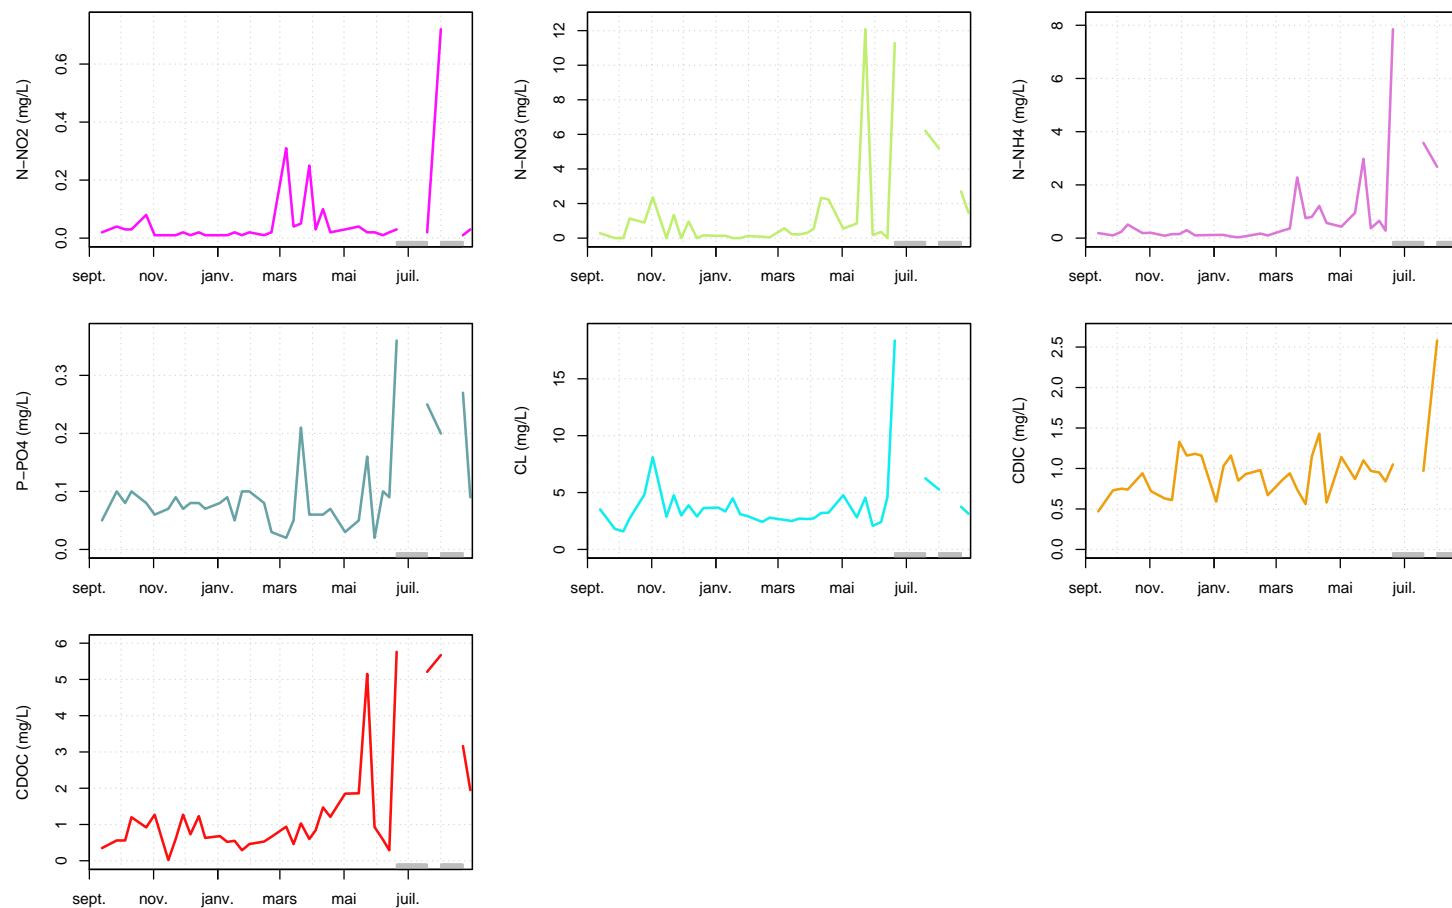 N−NO2 (mg/L)
0.0
0.2
0.4
0.6
sept. nov. janv. mars mai juil.
N−NO3 (mg/L)
0
2
4
6
8
10
12
sept. nov. janv. mars mai juil.
N−NH4 (mg/L)
0
2
4
6
8
sept. nov. janv. mars mai juil.
P−PO4 (mg/L)
0.0
0.1
0.2
0.3
sept. nov. janv. mars mai juil.
CL (mg/L)
0
5
10
15
sept. nov. janv. mars mai juil.
CDIC (mg/L)
0.0
0.5
1.0
1.5
2.0
2.5
sept. nov. janv. mars mai juil.
CDOC (mg/L)
0
1
2
3
4
5
6
sept. nov. janv. mars mai juil.